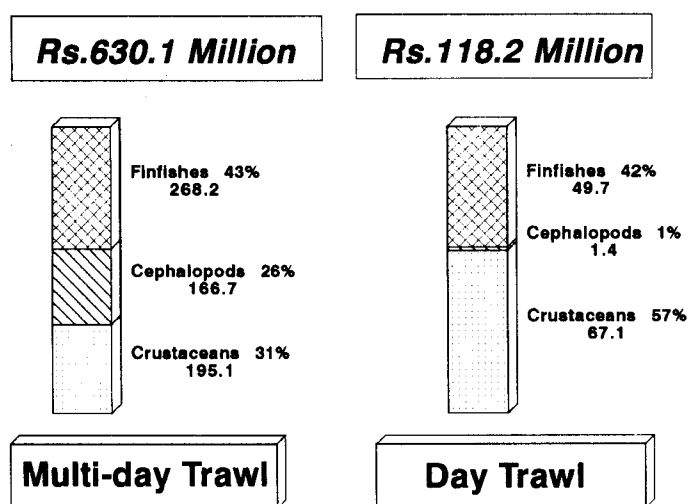 Rs.630.1 Million
Finfishes 43%
268.2
Cephalopods 26%
166.7
Crustaceans 31%
195.1
Multi-day Trawl
Rs.118.2 Million
Finfishes 42%
49.7
Cephalopods 1%
1.4
Crustaceans 57%
67.1
Day Trawl